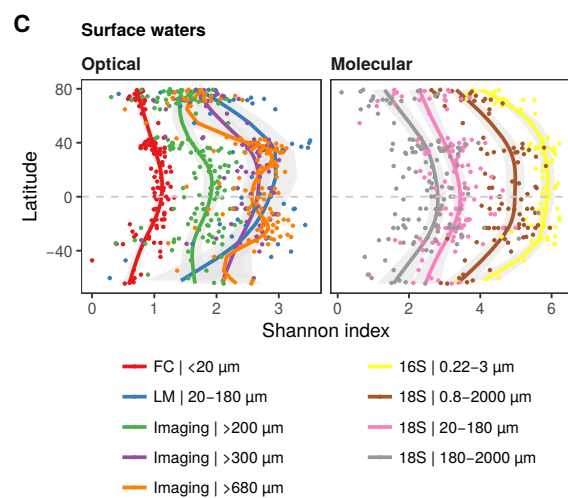 C
Surface waters
Optical
Molecular
80
40
0
−40
Latitude
0 1 2 3
0 2 4 6
Shannon index
FC | <20 μm
LM | 20−180 μm
Imaging | >200 μm
Imaging | >300 μm
Imaging | >680 μm
16S | 0.22−3 μm
18S | 0.8−2000 μm
18S | 20−180 μm
18S | 180−2000 μm